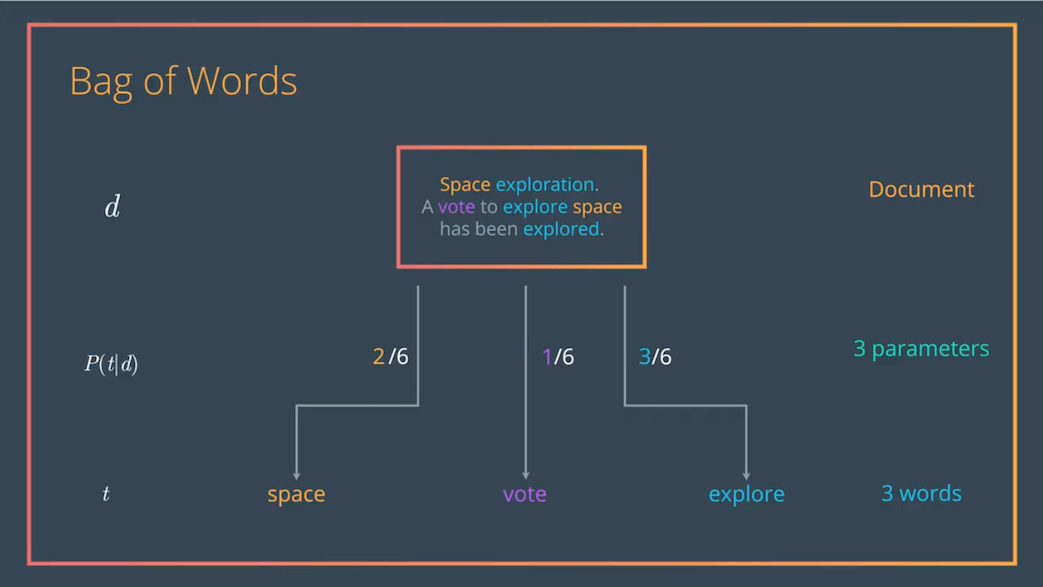 Bag of Words
d
Space exploration.
A vote to explore space
has been explored.
Document
P(t|d)
2/6
1/6
3/6
3 parameters
t
space
vote
explore
3 words